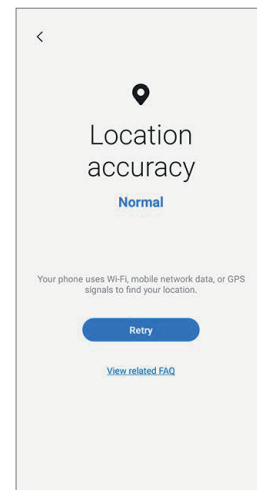 Location
accuracy
Normal
Your phone uses Wi-Fi, mobile network data, or GPS
signals to find your location.
Retry
View related FAQ